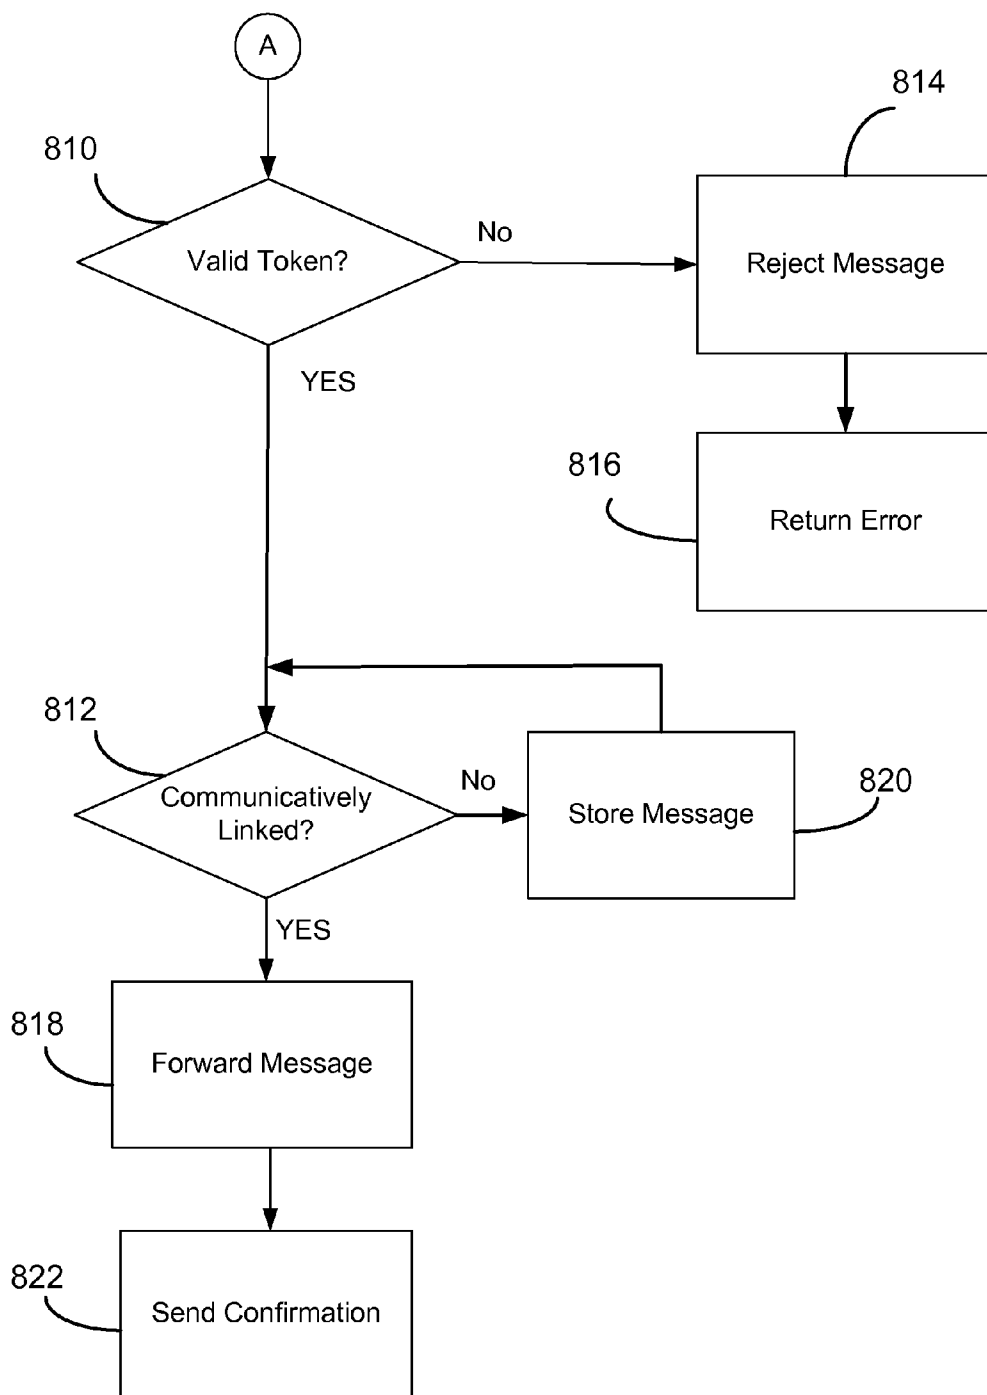 A
814
810
No
Valid Token?
Reject Message
YES
816
Return Error
812
No
820
Communicatively
Linked?
Store Message
YES
818
Forward Message
822
Send Confirmation